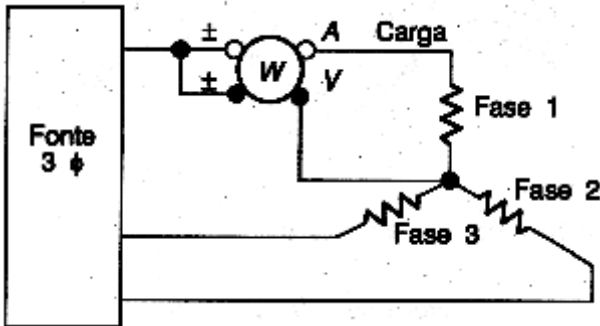 ± A Carga
W
± V
Fase 1
Fonte
3 ϕ
Fase 2
Fase 3